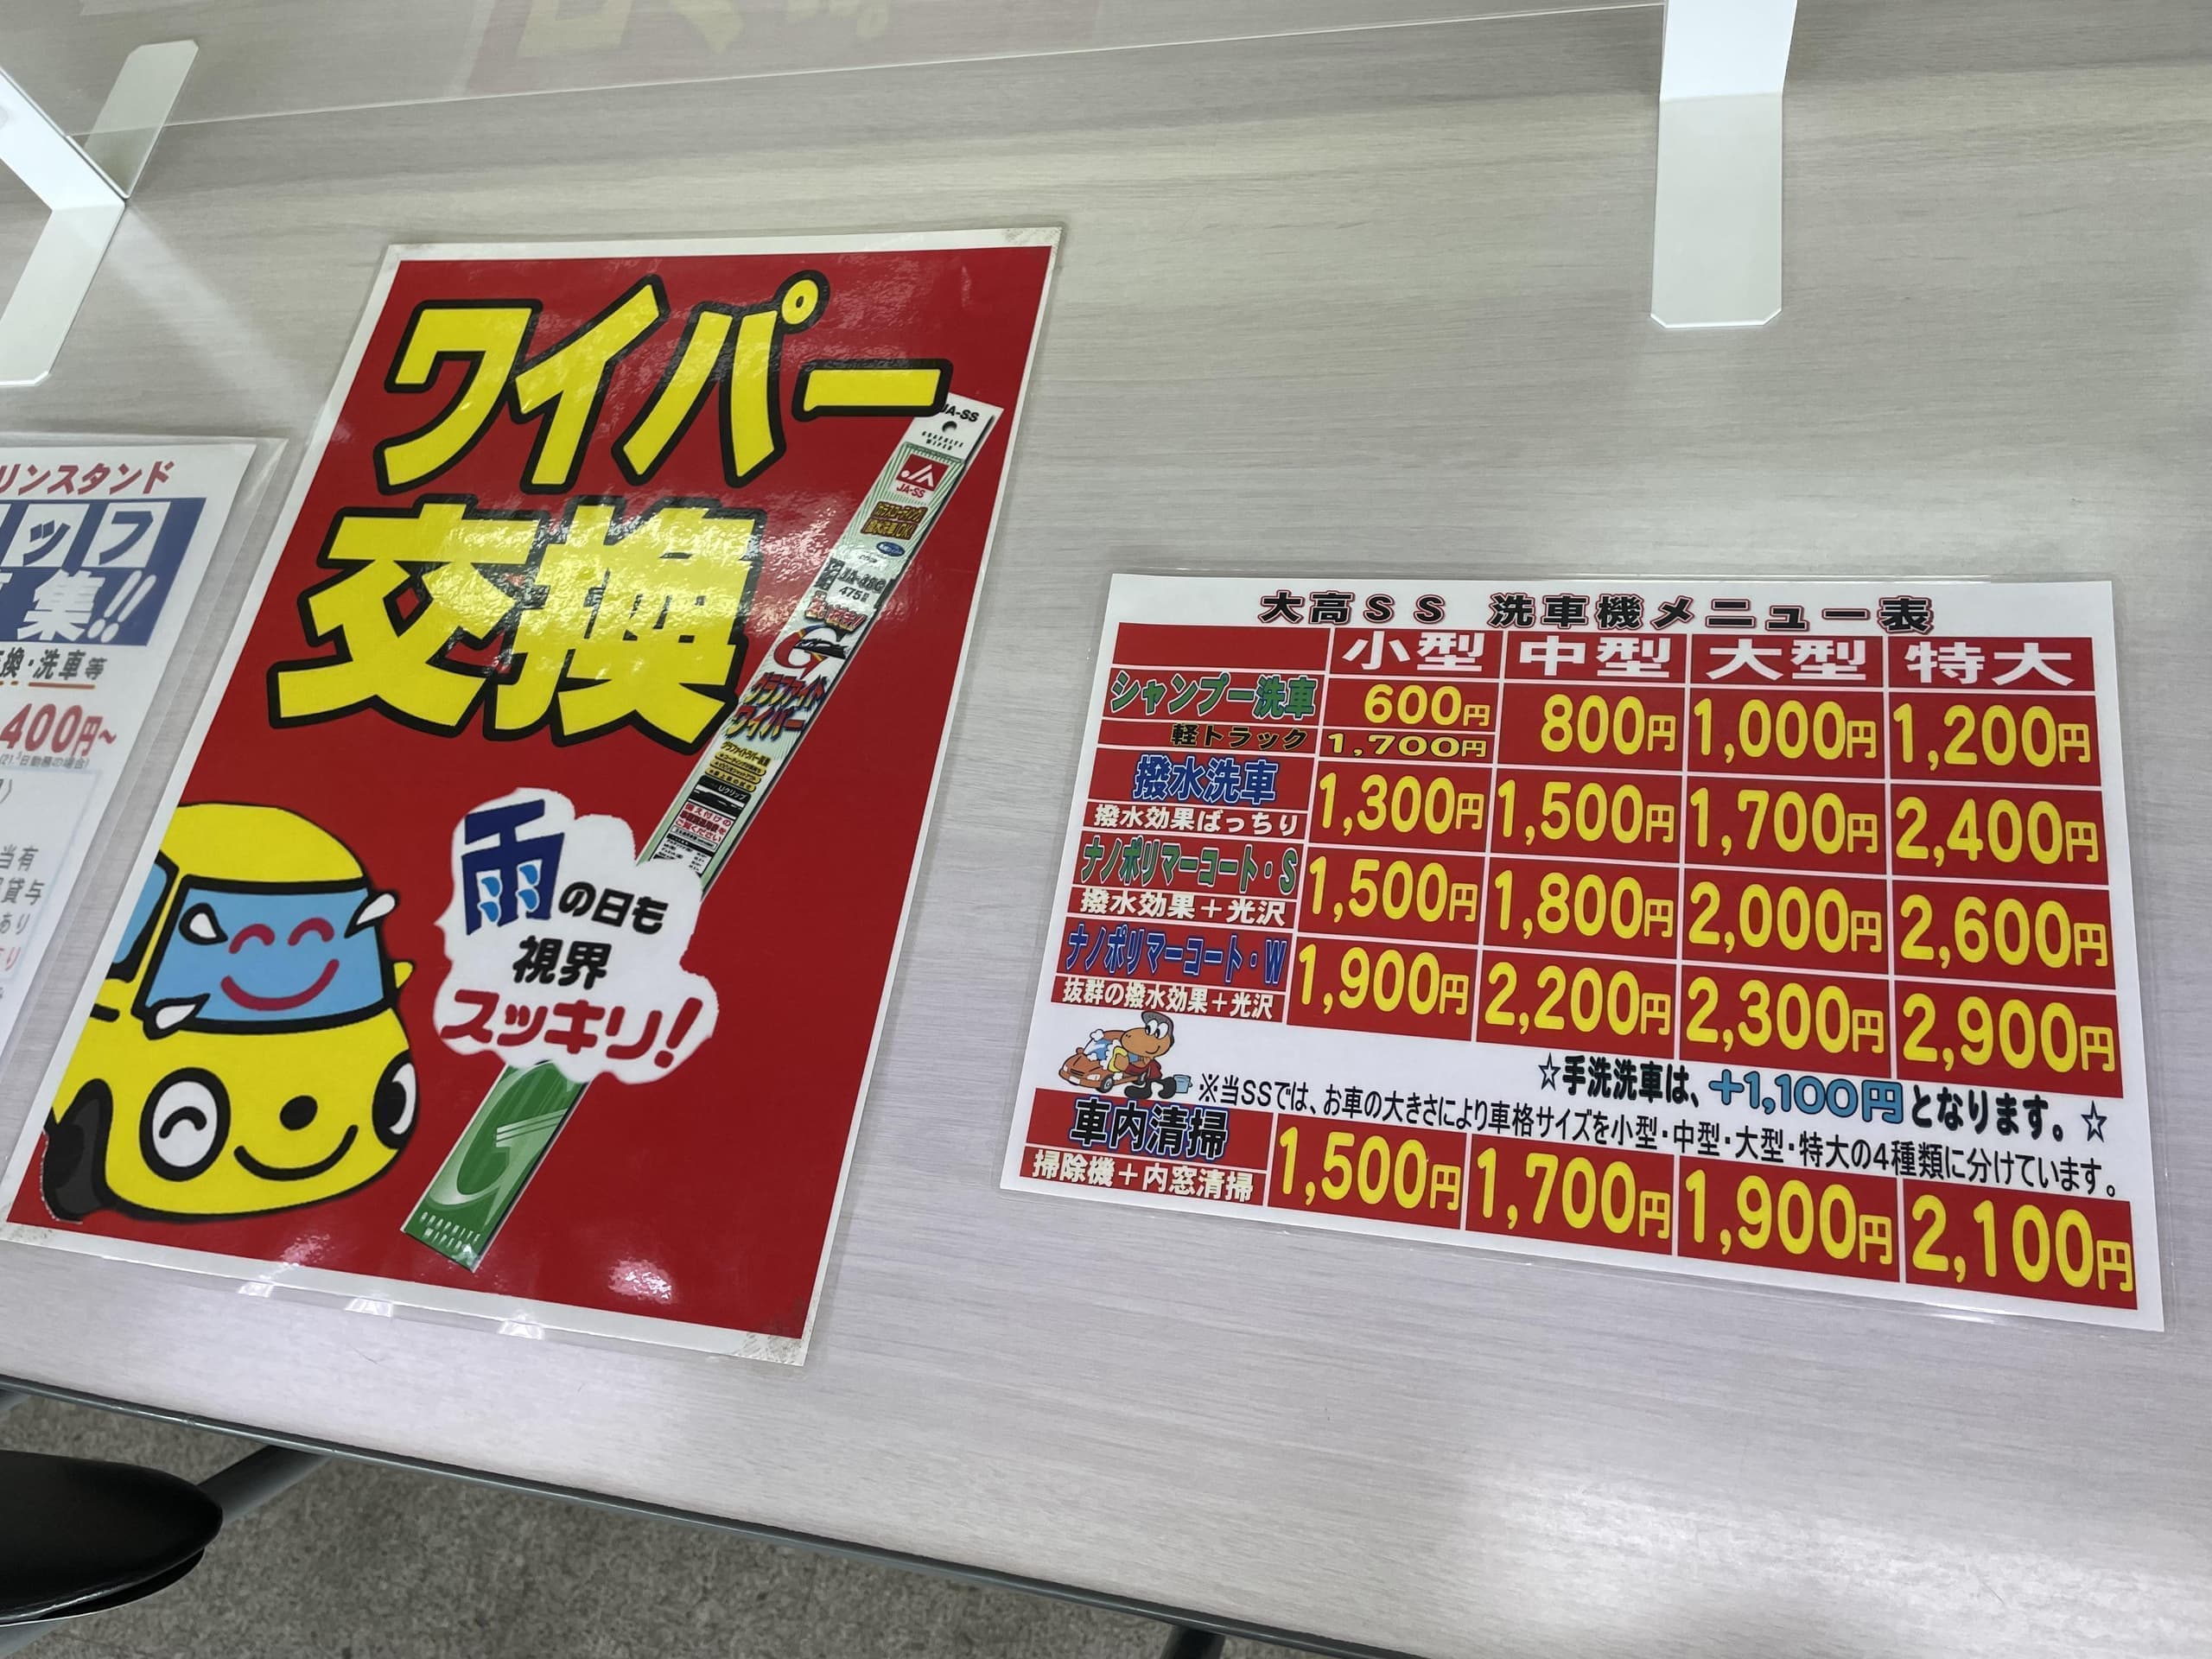 リンスタンド
ッフ
集!!
換・洗車等
400円~
当有
貸与
あり
ワイパー
交換
JA-SS
GRAPHITE
WIPER
JA-SS
475mm
グラファイト
ワイパー
Uクリップ
雨の日も
視界
スッキリ!
GRAPHITE
WIPER
大高SS 洗車機メニュー表
小型 中型 大型 特大
シャンプー洗車 600円 800円 1,000円 1,200円
軽トラック 1,700円
撥水洗車 1,300円 1,500円 1,700円 2,400円
撥水効果ばっちり
ナノポリマーコート・S 1,500円 1,800円 2,000円 2,600円
撥水効果+光沢
ナノポリマーコート・W 1,900円 2,200円 2,300円 2,900円
抜群の撥水効果+光沢
☆手洗洗車は、+1,100円となります。☆
※当SSでは、お車の大きさにより車格サイズを小型・中型・大型・特大の4種類に分けています。
車内清掃 1,500円 1,700円 1,900円 2,100円
掃除機+内窓清掃